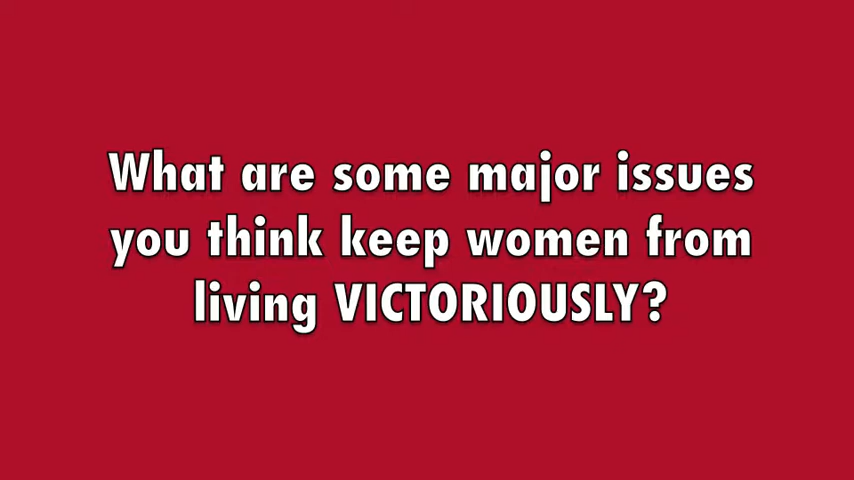 What are some major issues
you think keep women from
living VICTORIOUSLY?